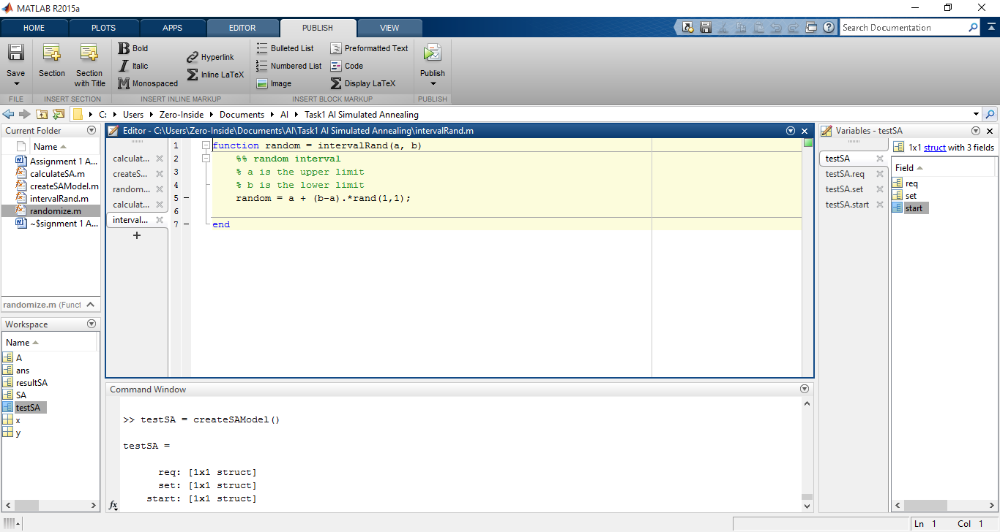 MATLAB R2015a
HOME PLOTS APPS EDITOR PUBLISH VIEW
Search Documentation
Save
Section
Section with Title
Bold
Italic
Monospaced
Hyperlink
Inline LaTeX
Bulleted List
Numbered List
Image
Preformatted Text
Code
Display LaTeX
Publish
FILE INSERT SECTION INSERT INLINE MARKUP INSERT BLOCK MARKUP PUBLISH
C: Users Zero-Inside Documents AI Task1 AI Simulated Annealing
Current Folder
Name
Assignment 1 A...
calculateSA.m
createSAModel.m
intervalRand.m
randomize.m
~$signment 1 A...
randomize.m (Funct
Workspace
Name
A
ans
resultSA
SA
testSA
x
y
Editor - C:\Users\Zero-Inside\Documents\AI\Task1 AI Simulated Annealing\intervalRand.m
calculat...
createS...
random...
calculat...
interval...
+
1 function random = intervalRand(a, b)
2 %% random interval
3 % a is the upper limit
4 % b is the lower limit
5 random = a + (b-a).*rand(1,1);
6
7 end
Command Window
>> testSA = createSAModel()
testSA =
req: [1x1 struct]
set: [1x1 struct]
start: [1x1 struct]
fx
Variables - testSA
testSA
testSA.req
testSA.set
testSA.start
1x1 struct with 3 fields
Field
req
set
start
Ln 1 Col 1